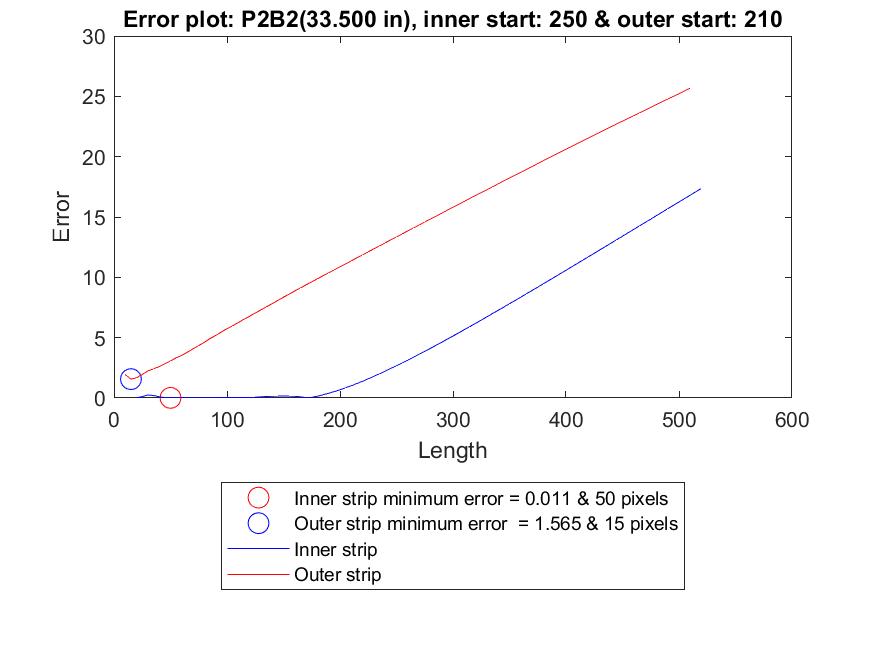 Error plot: P2B2(33.500 in), inner start: 250 & outer start: 210
30
25
20
15
10
5
0
Error
0 100 200 300 400 500 600
Length
Inner strip minimum error = 0.011 & 50 pixels
Outer strip minimum error  = 1.565 & 15 pixels
Inner strip
Outer strip